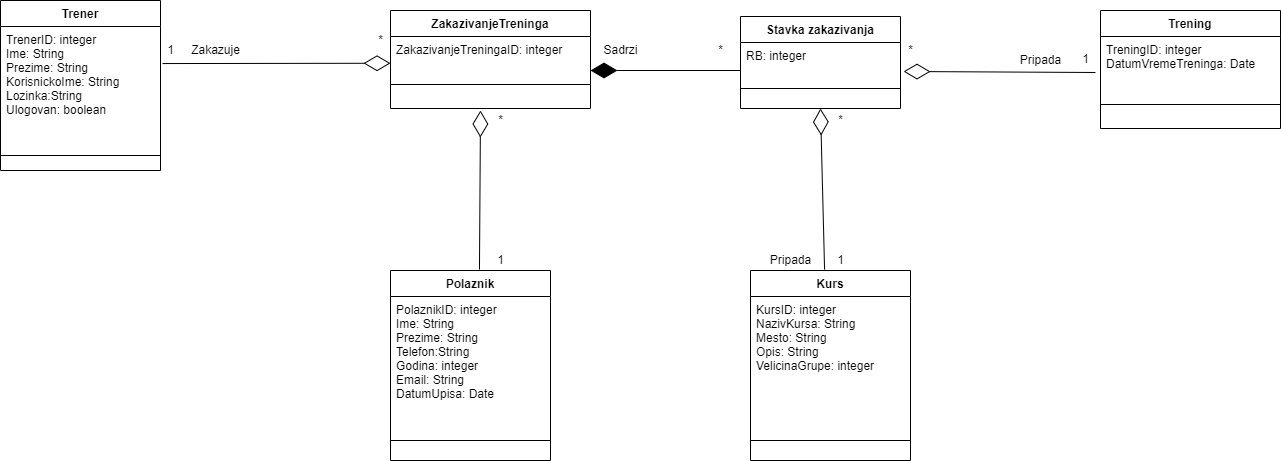 Trener
TrenerID: integer
Ime: String
Prezime: String
KorisnickoIme: String
Lozinka:String
Ulogovan: boolean
1
Zakazuje
*
ZakazivanjeTreninga
ZakazivanjeTreningaID: integer
Sadrzi
*
Stavka zakazivanja
RB: integer
*
Pripada
1
Trening
TreningID: integer
DatumVremeTreninga: Date
*
1
Polaznik
PolaznikID: integer
Ime: String
Prezime: String
Telefon:String
Godina: integer
Email: String
DatumUpisa: Date
*
Pripada
1
Kurs
KursID: integer
NazivKursa: String
Mesto: String
Opis: String
VelicinaGrupe: integer